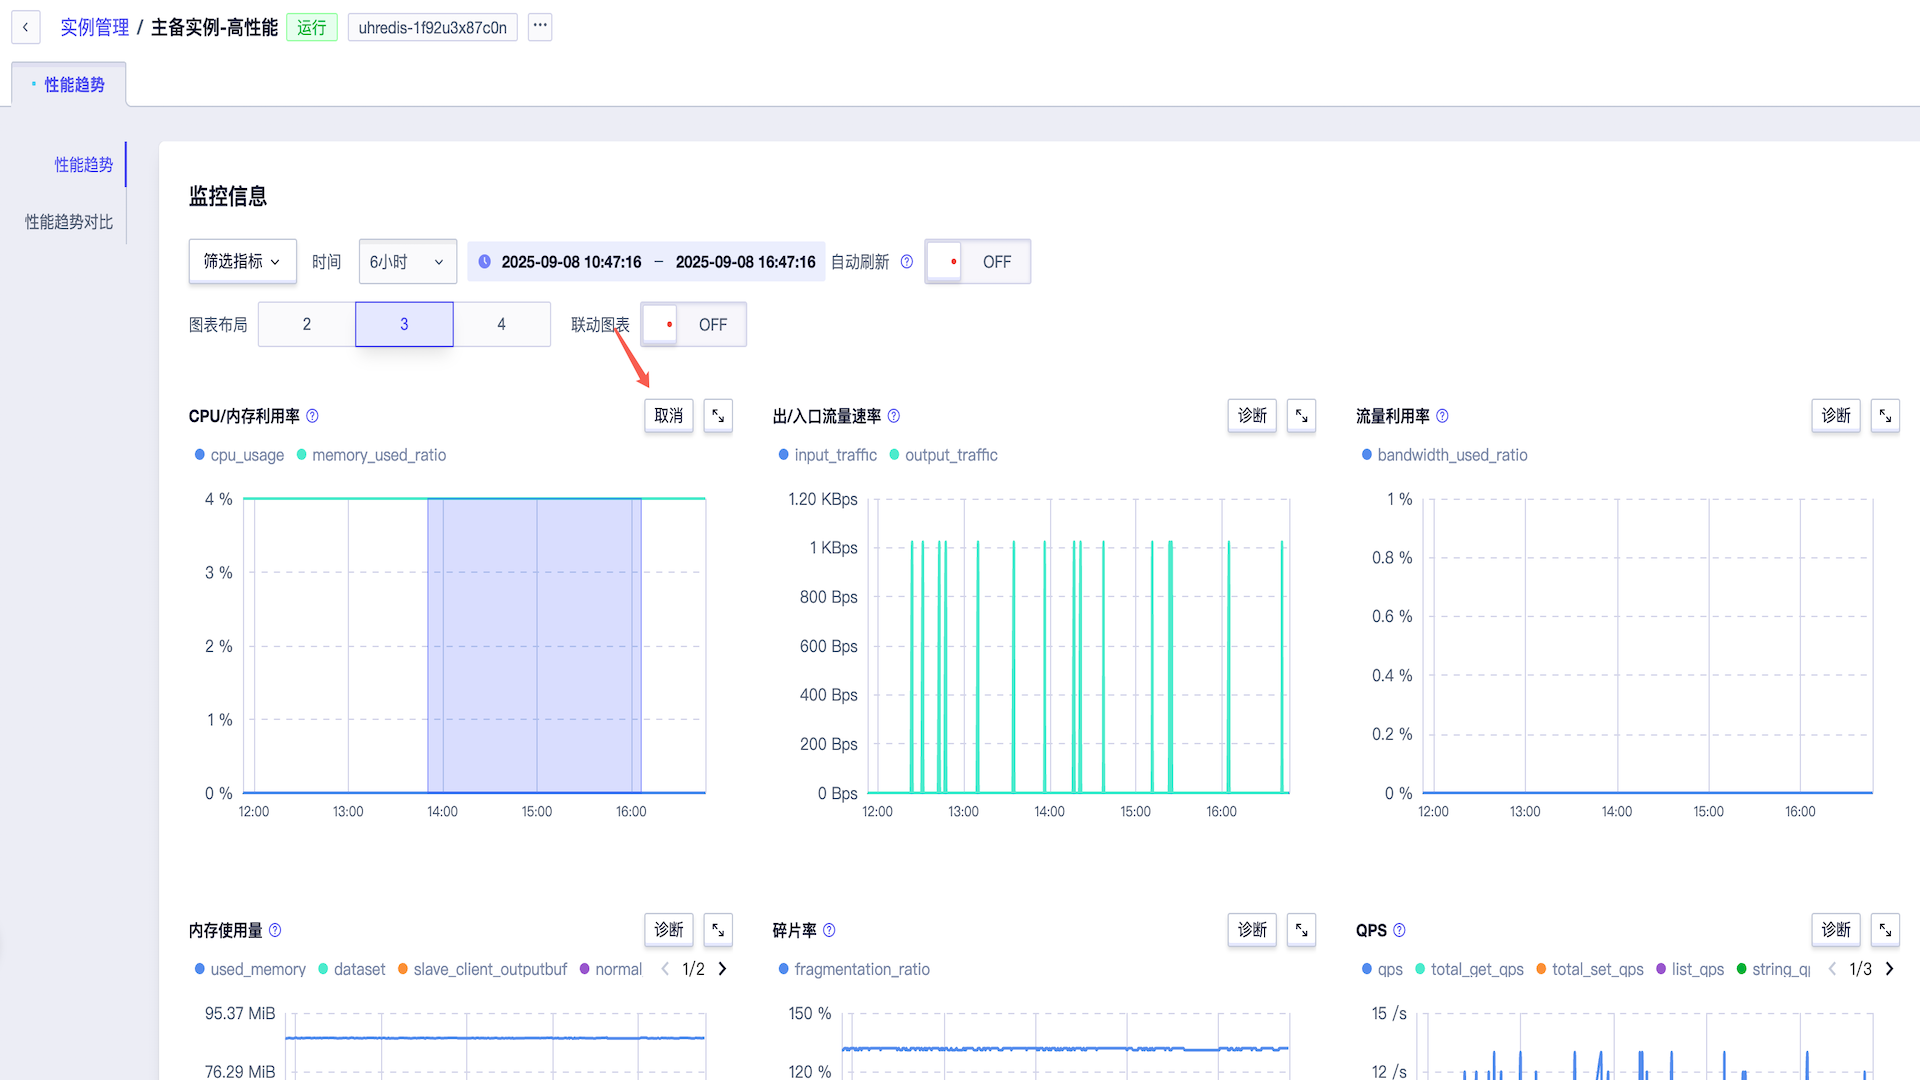 实例管理 / 主备实例-高性能 运行 uhredis-1f92u3x87c0n ···
性能趋势
性能趋势
性能趋势对比
监控信息
筛选指标 时间 6小时 2025-09-08 10:47:16 – 2025-09-08 16:47:16 自动刷新 OFF
图表布局 2 3 4 联动图表 OFF
CPU/内存利用率 取消
cpu_usage memory_used_ratio
4 %
3 %
2 %
1 %
0 %
12:00 13:00 14:00 15:00 16:00
出/入口流量速率 诊断
input_traffic output_traffic
1.20 KBps
1 KBps
800 Bps
600 Bps
400 Bps
200 Bps
0 Bps
12:00 13:00 14:00 15:00 16:00
流量利用率 诊断
bandwidth_used_ratio
1 %
0.8 %
0.6 %
0.4 %
0.2 %
0 %
12:00 13:00 14:00 15:00 16:00
内存使用量 诊断
used_memory dataset slave_client_outputbuf normal 1/2
95.37 MiB
76.29 MiB
碎片率 诊断
fragmentation_ratio
150 %
120 %
QPS 诊断
qps total_get_qps total_set_qps list_qps string_q 1/3
15 /s
12 /s